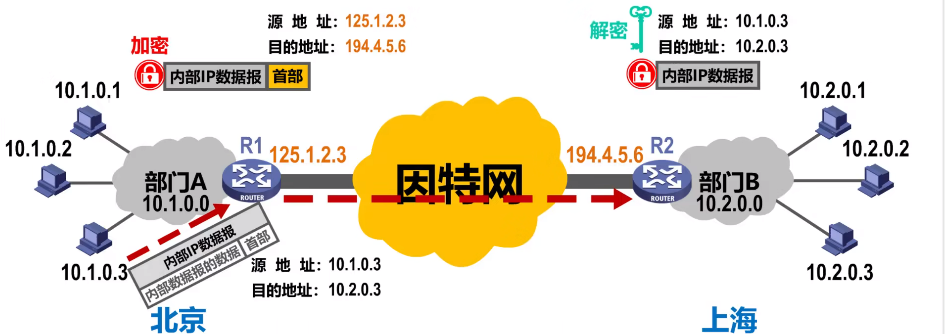 源 地 址：125.1.2.3
目的地址：194.4.5.6
加密
内部IP数据报 首部
解密
源 地 址：10.1.0.3
目的地址：10.2.0.3
内部IP数据报
10.1.0.1
10.1.0.2
10.1.0.3
部门A
10.1.0.0
R1
125.1.2.3
ROUTER
因特网
194.4.5.6
R2
ROUTER
部门B
10.2.0.0
10.2.0.1
10.2.0.2
10.2.0.3
内部IP数据报
内部数据报的数据 首部
源 地 址：10.1.0.3
目的地址：10.2.0.3
北京
上海